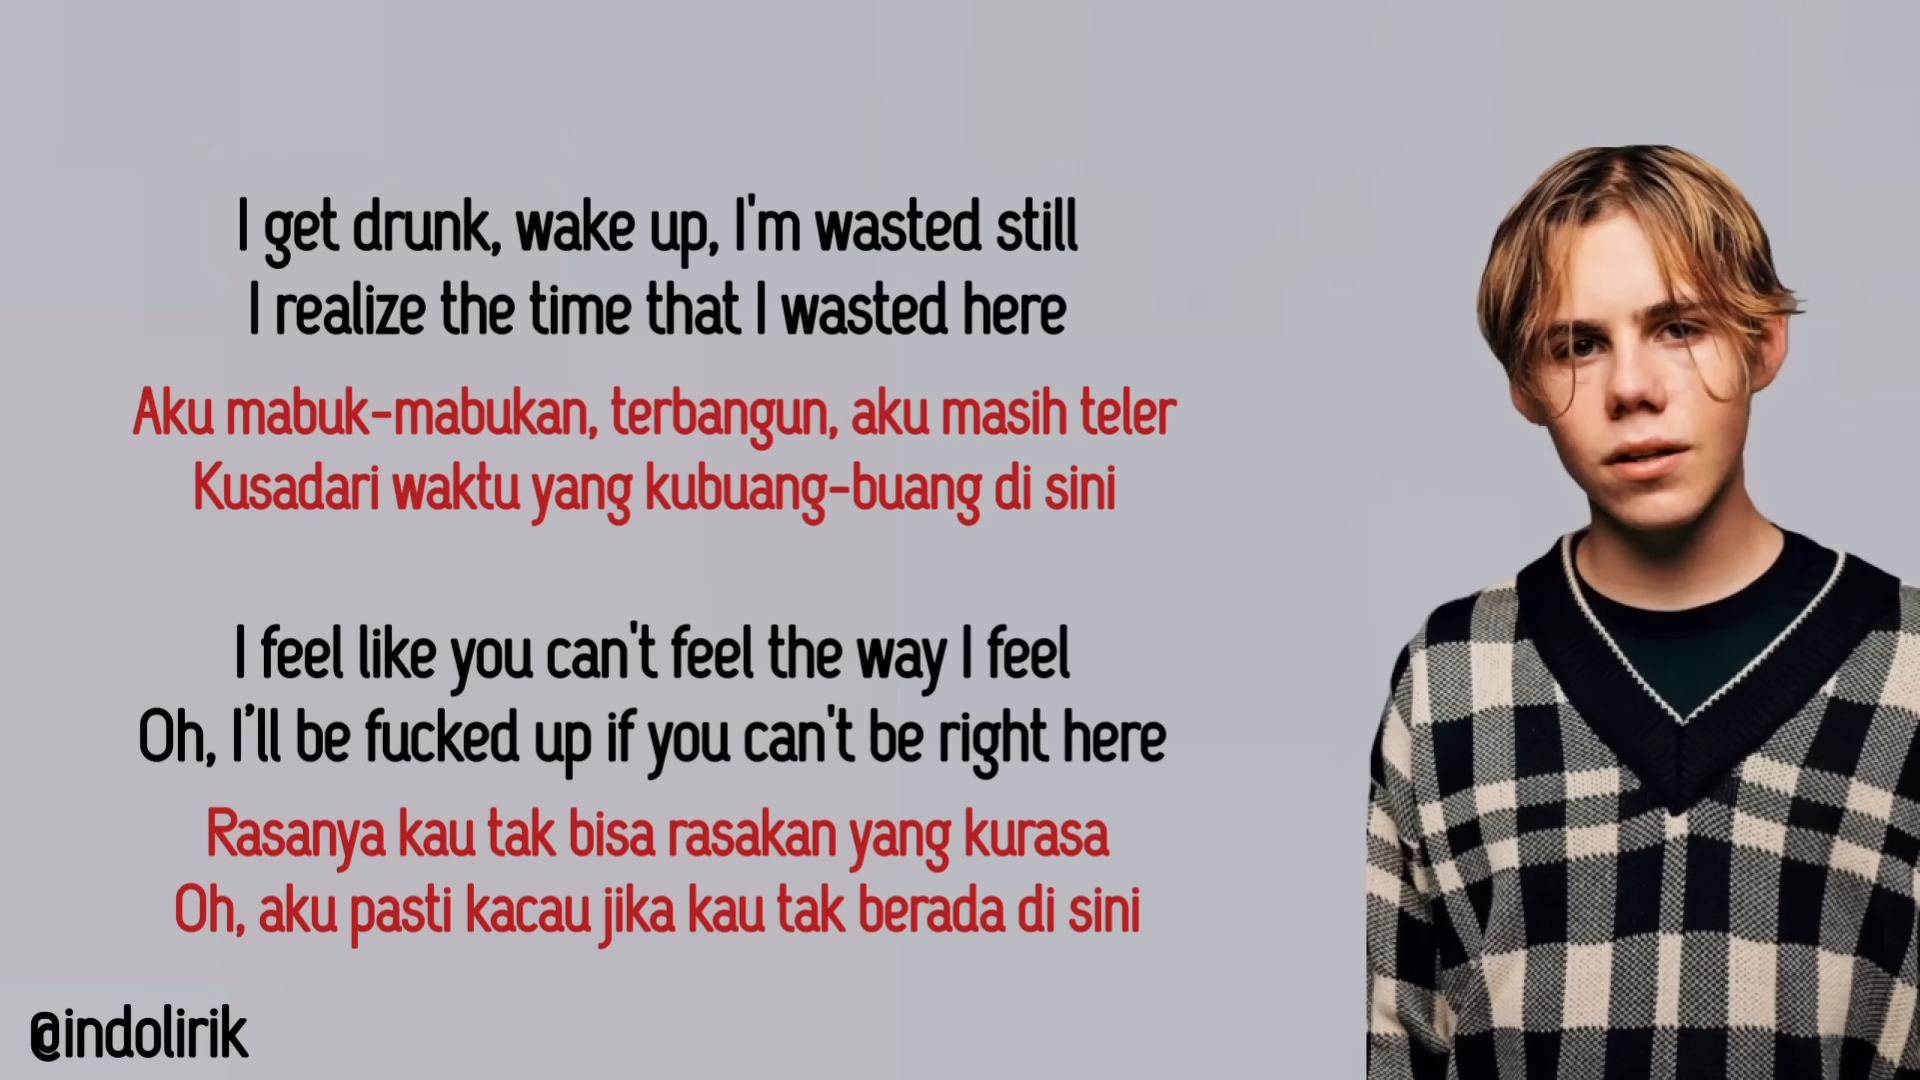 I get drunk, wake up, I'm wasted still
I realize the time that I wasted here
Aku mabuk-mabukan, terbangun, aku masih teler
Kusadari waktu yang kubuang-buang di sini
I feel like you can't feel the way I feel
Oh, I’ll be fucked up if you can't be right here
Rasanya kau tak bisa rasakan yang kurasa
Oh, aku pasti kacau jika kau tak berada di sini
@indolirik